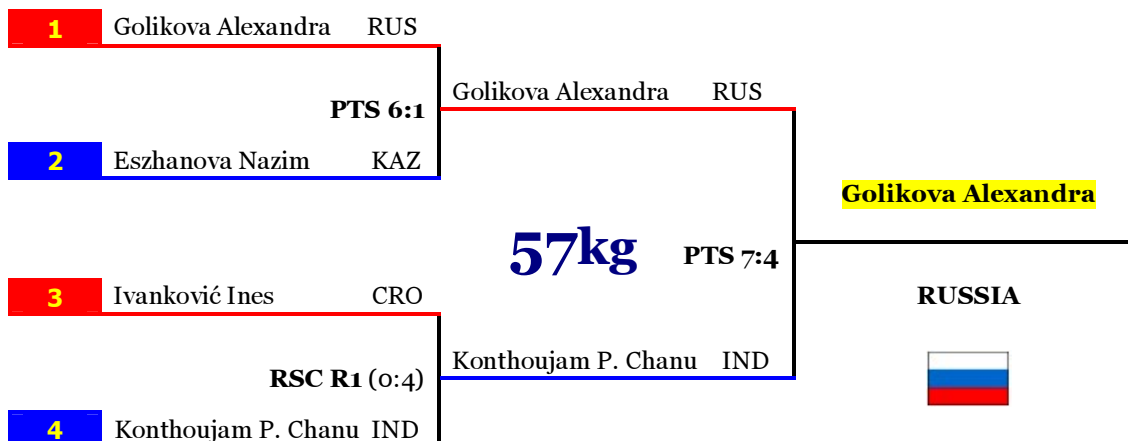 1 Golikova Alexandra RUS
Golikova Alexandra RUS
PTS 6:1
2 Eszhanova Nazim KAZ
Golikova Alexandra
57kg PTS 7:4
3 Ivanković Ines CRO
RUSSIA
Konthoujam P. Chanu IND
RSC R1 (0:4)
4 Konthoujam P. Chanu IND